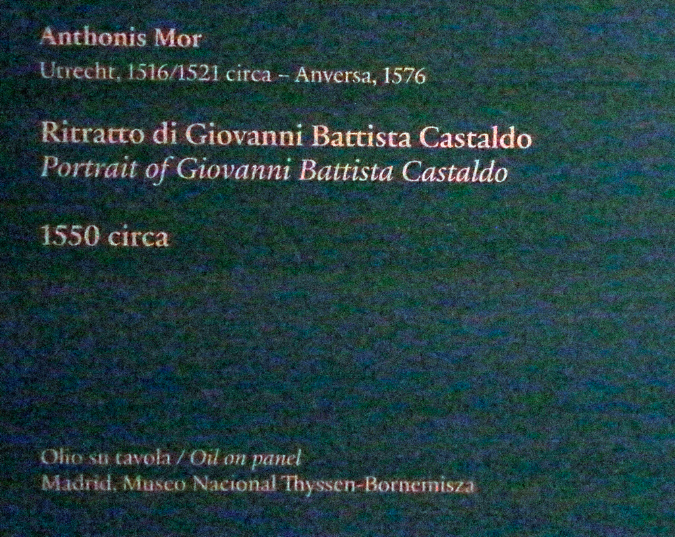 Anthonis Mor
Utrecht, 1516/1521 circa – Anversa, 1576
Ritratto di Giovanni Battista Castaldo
Portrait of Giovanni Battista Castaldo
1550 circa
Olio su tavola / Oil on panel
Madrid, Museo Nacional Thyssen-Bornemisza